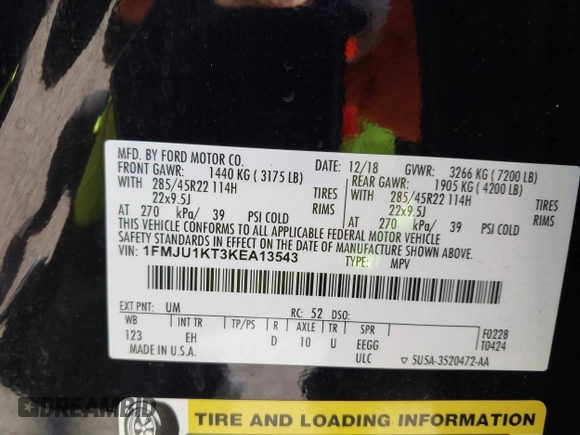 MFD. BY FORD MOTOR CO.
DATE: 12/18 GVWR: 3266 KG ( 7200 LB)
FRONT GAWR: 1440 KG ( 3175 LB) REAR GAWR: 1905 KG ( 4200 LB)
WITH 285/45R22 114H TIRES WITH 285/45R22 114H TIRES
22x9.5J RIMS 22x9.5J RIMS
AT 270 kPa/ 39 PSI COLD AT 270 kPa/ 39 PSI COLD
THIS VEHICLE CONFORMS TO ALL APPLICABLE FEDERAL MOTOR VEHICLE
SAFETY STANDARDS IN EFFECT ON THE DATE OF MANUFACTURE SHOWN ABOVE.
VIN: 1FMJU1KT3KEA13543 TYPE: MPV
EXT PNT: UM RC: 52 DSO:
WB INT TR TP/PS R AXLE TR SPR F0228
123 EH D 10 U EEGG T0424
MADE IN U.S.A. ULC 5U5A-3520472-AA
TIRE AND LOADING INFORMATION
DREAMBID